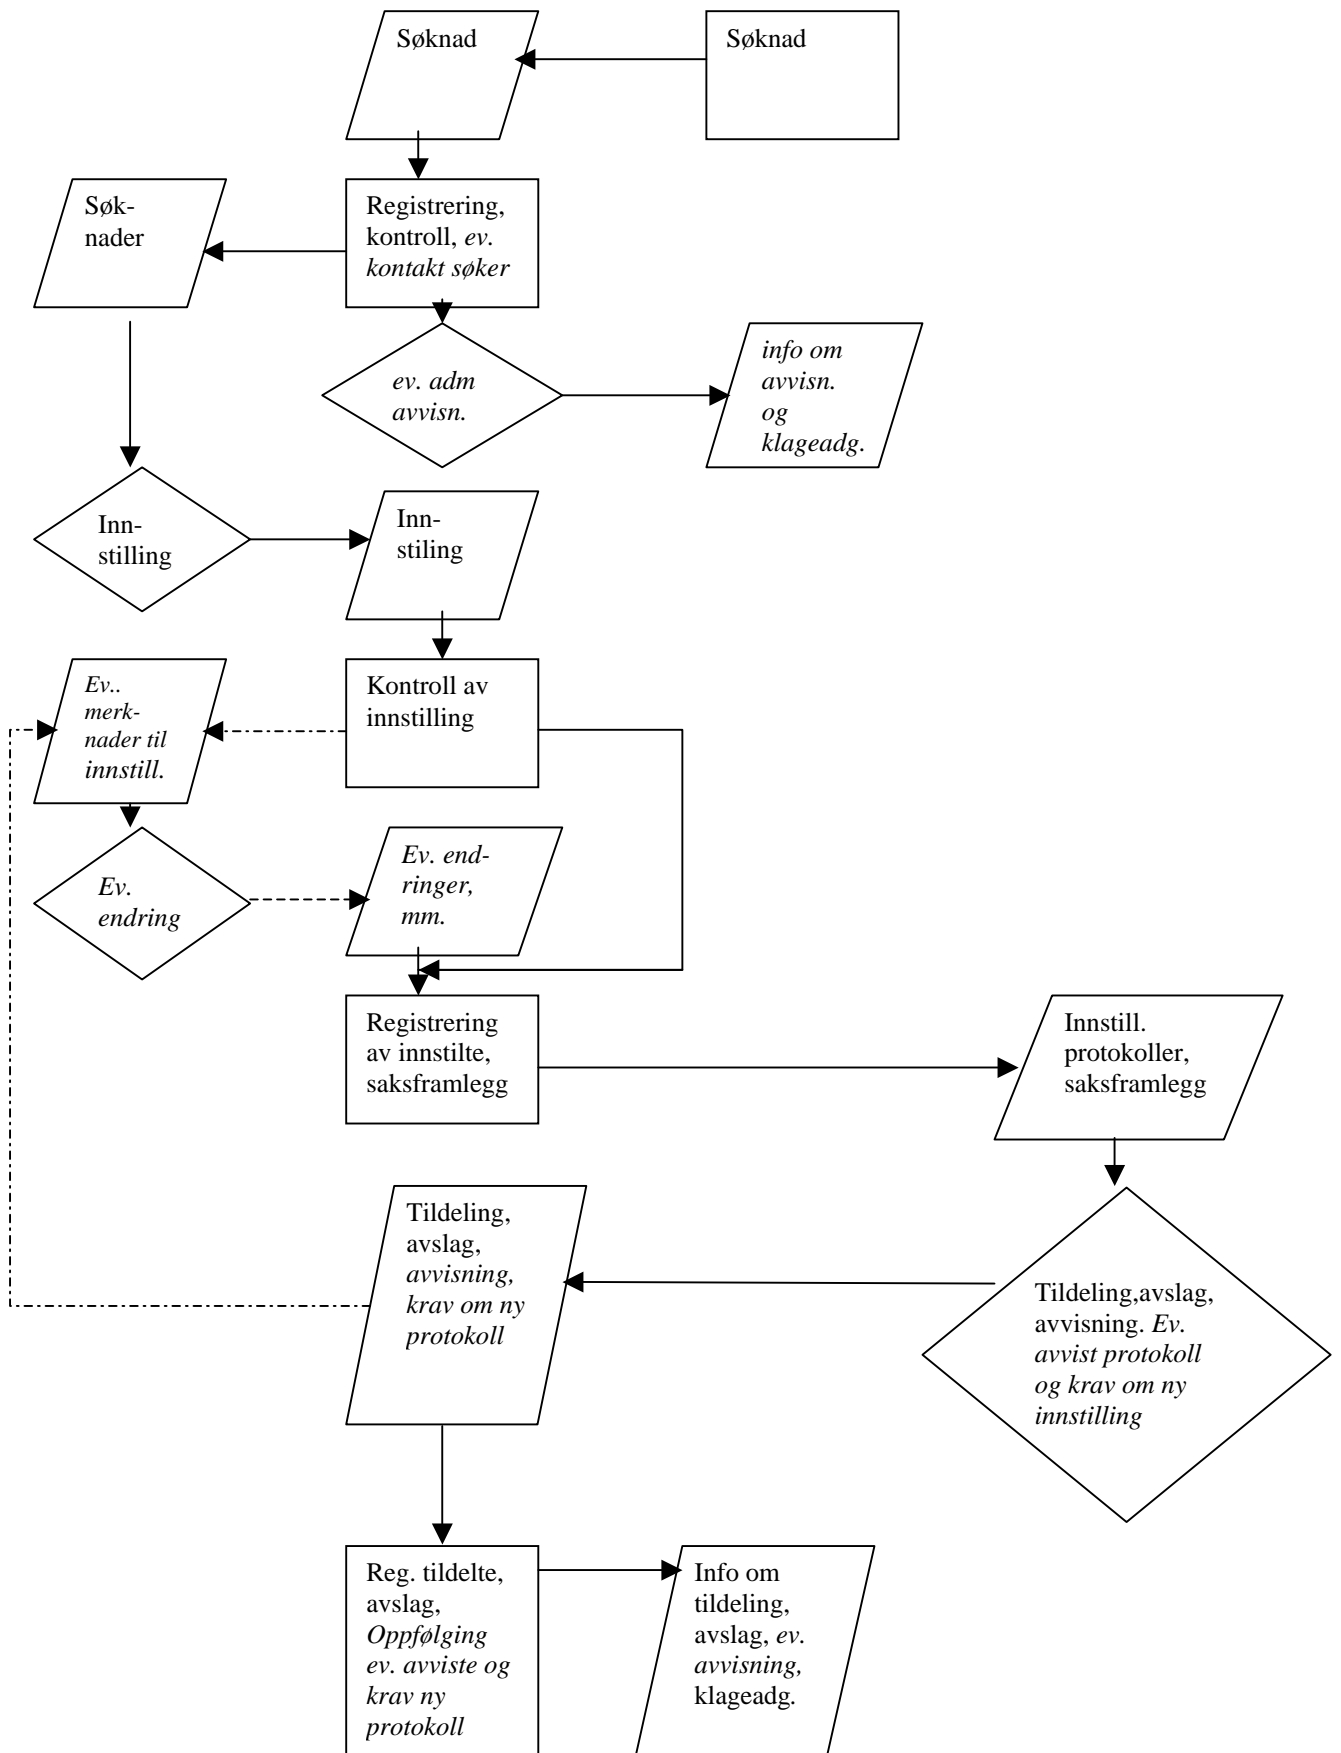 Søknad
Søknad
Søk-
nader
Registrering,
kontroll, ev.
kontakt søker
ev. adm
avvisn.
info om
avvisn.
og
klageadg.
Inn-
stilling
Inn-
stiling
Ev..
merk-
nader til
innstill.
Kontroll av
innstilling
Ev.
endring
Ev. end-
ringer,
mm.
Registrering
av innstilte,
saksframlegg
Innstill.
protokoller,
saksframlegg
Tildeling,
avslag,
avvisning,
krav om ny
protokoll
Tildeling,avslag,
avvisning. Ev.
avvist protokoll
og krav om ny
innstilling
Reg. tildelte,
avslag,
Oppfølging
ev. avviste og
krav ny
protokoll
Info om
tildeling,
avslag, ev.
avvisning,
klageadg.